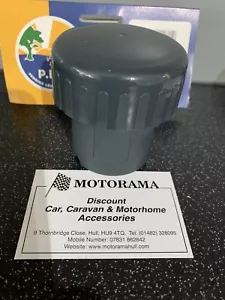 P.L
MOTORAMA
Discount
Car, Caravan & Motorhome
Accessories
9 Thornbridge Close, Hull, HU9 4TQ. Tel. (01482) 328095
Mobile Number: 07831 862842
Website: www.motoramahull.com